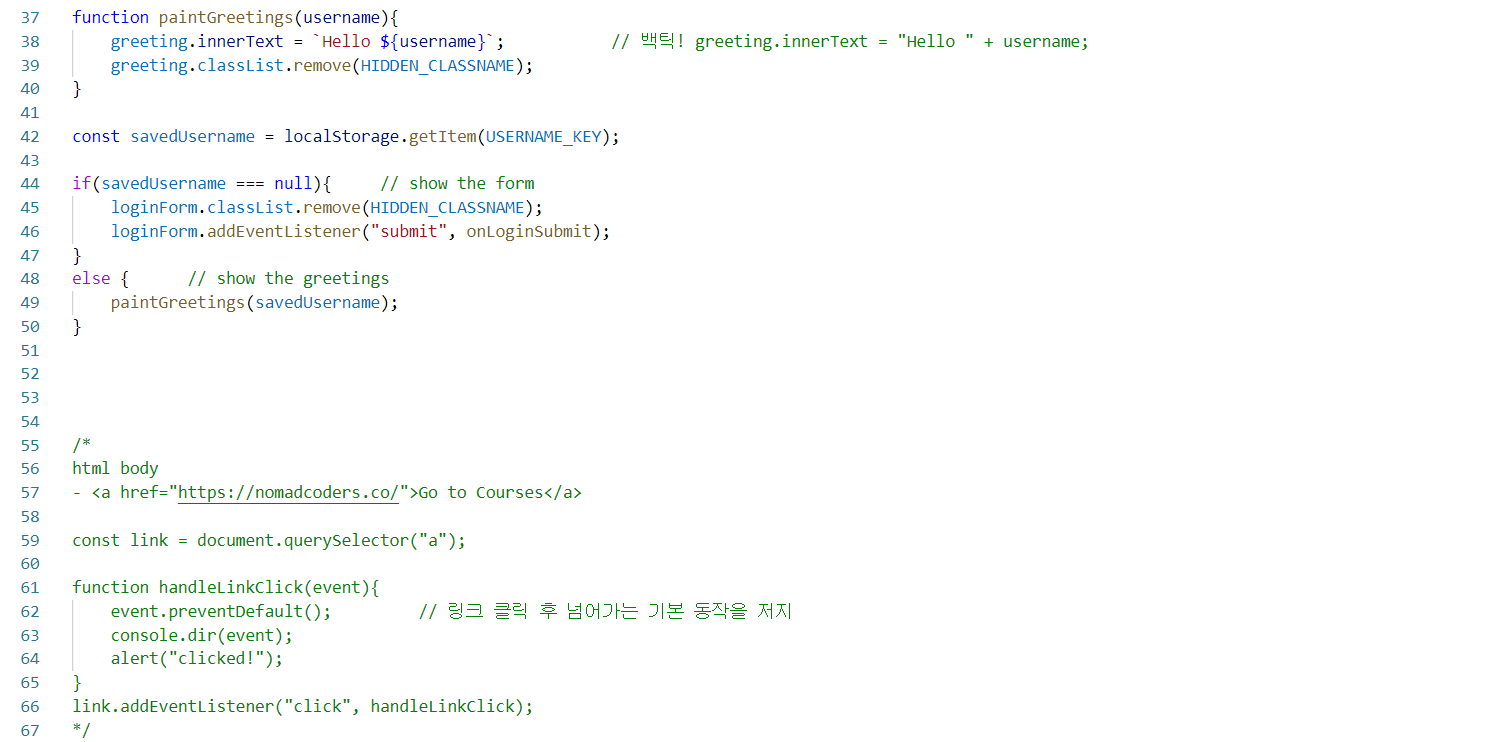 37 function paintGreetings(username){
38 greeting.innerText = `Hello ${username}`; // 백틱! greeting.innerText = "Hello " + username;
39 greeting.classList.remove(HIDDEN_CLASSNAME);
40 }
41
42 const savedUsername = localStorage.getItem(USERNAME_KEY);
43
44 if(savedUsername === null){ // show the form
45 loginForm.classList.remove(HIDDEN_CLASSNAME);
46 loginForm.addEventListener("submit", onLoginSubmit);
47 }
48 else { // show the greetings
49 paintGreetings(savedUsername);
50 }
51
52
53
54
55 /*
56 html body
57 - <a href="https://nomadcoders.co/">Go to Courses</a>
58
59 const link = document.querySelector("a");
60
61 function handleLinkClick(event){
62 event.preventDefault(); // 링크 클릭 후 넘어가는 기본 동작을 저지
63 console.dir(event);
64 alert("clicked!");
65 }
66 link.addEventListener("click", handleLinkClick);
67 */